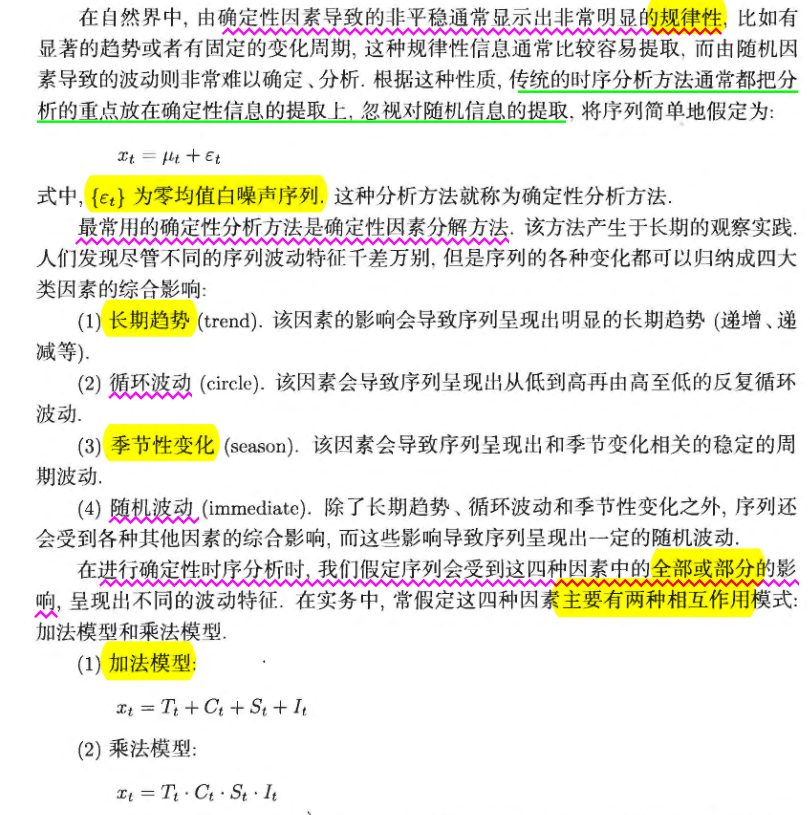 在自然界中, 由确定性因素导致的非平稳通常显示出非常明显的规律性, 比如有
显著的趋势或者有固定的变化周期, 这种规律性信息通常比较容易提取, 而由随机因
素导致的波动则非常难以确定、分析. 根据这种性质, 传统的时序分析方法通常都把分
析的重点放在确定性信息的提取上, 忽视对随机信息的提取, 将序列简单地假定为:
xₜ = μₜ + εₜ
式中, {εₜ} 为零均值白噪声序列. 这种分析方法就称为确定性分析方法.
最常用的确定性分析方法是确定性因素分解方法. 该方法产生于长期的观察实践.
人们发现尽管不同的序列波动特征千差万别, 但是序列的各种变化都可以归纳成四大
类因素的综合影响:
(1) 长期趋势 (trend). 该因素的影响会导致序列呈现出明显的长期趋势 (递增、递
减等).
(2) 循环波动 (circle). 该因素会导致序列呈现出从低到高再由高至低的反复循环
波动.
(3) 季节性变化 (season). 该因素会导致序列呈现出和季节变化相关的稳定的周
期波动.
(4) 随机波动 (immediate). 除了长期趋势、循环波动和季节性变化之外, 序列还
会受到各种其他因素的综合影响, 而这些影响导致序列呈现出一定的随机波动.
在进行确定性时序分析时, 我们假定序列会受到这四种因素中的全部或部分的影
响, 呈现出不同的波动特征. 在实务中, 常假定这四种因素主要有两种相互作用模式:
加法模型和乘法模型.
(1) 加法模型:
xₜ = Tₜ + Cₜ + Sₜ + Iₜ
(2) 乘法模型:
xₜ = Tₜ · Cₜ · Sₜ · Iₜ